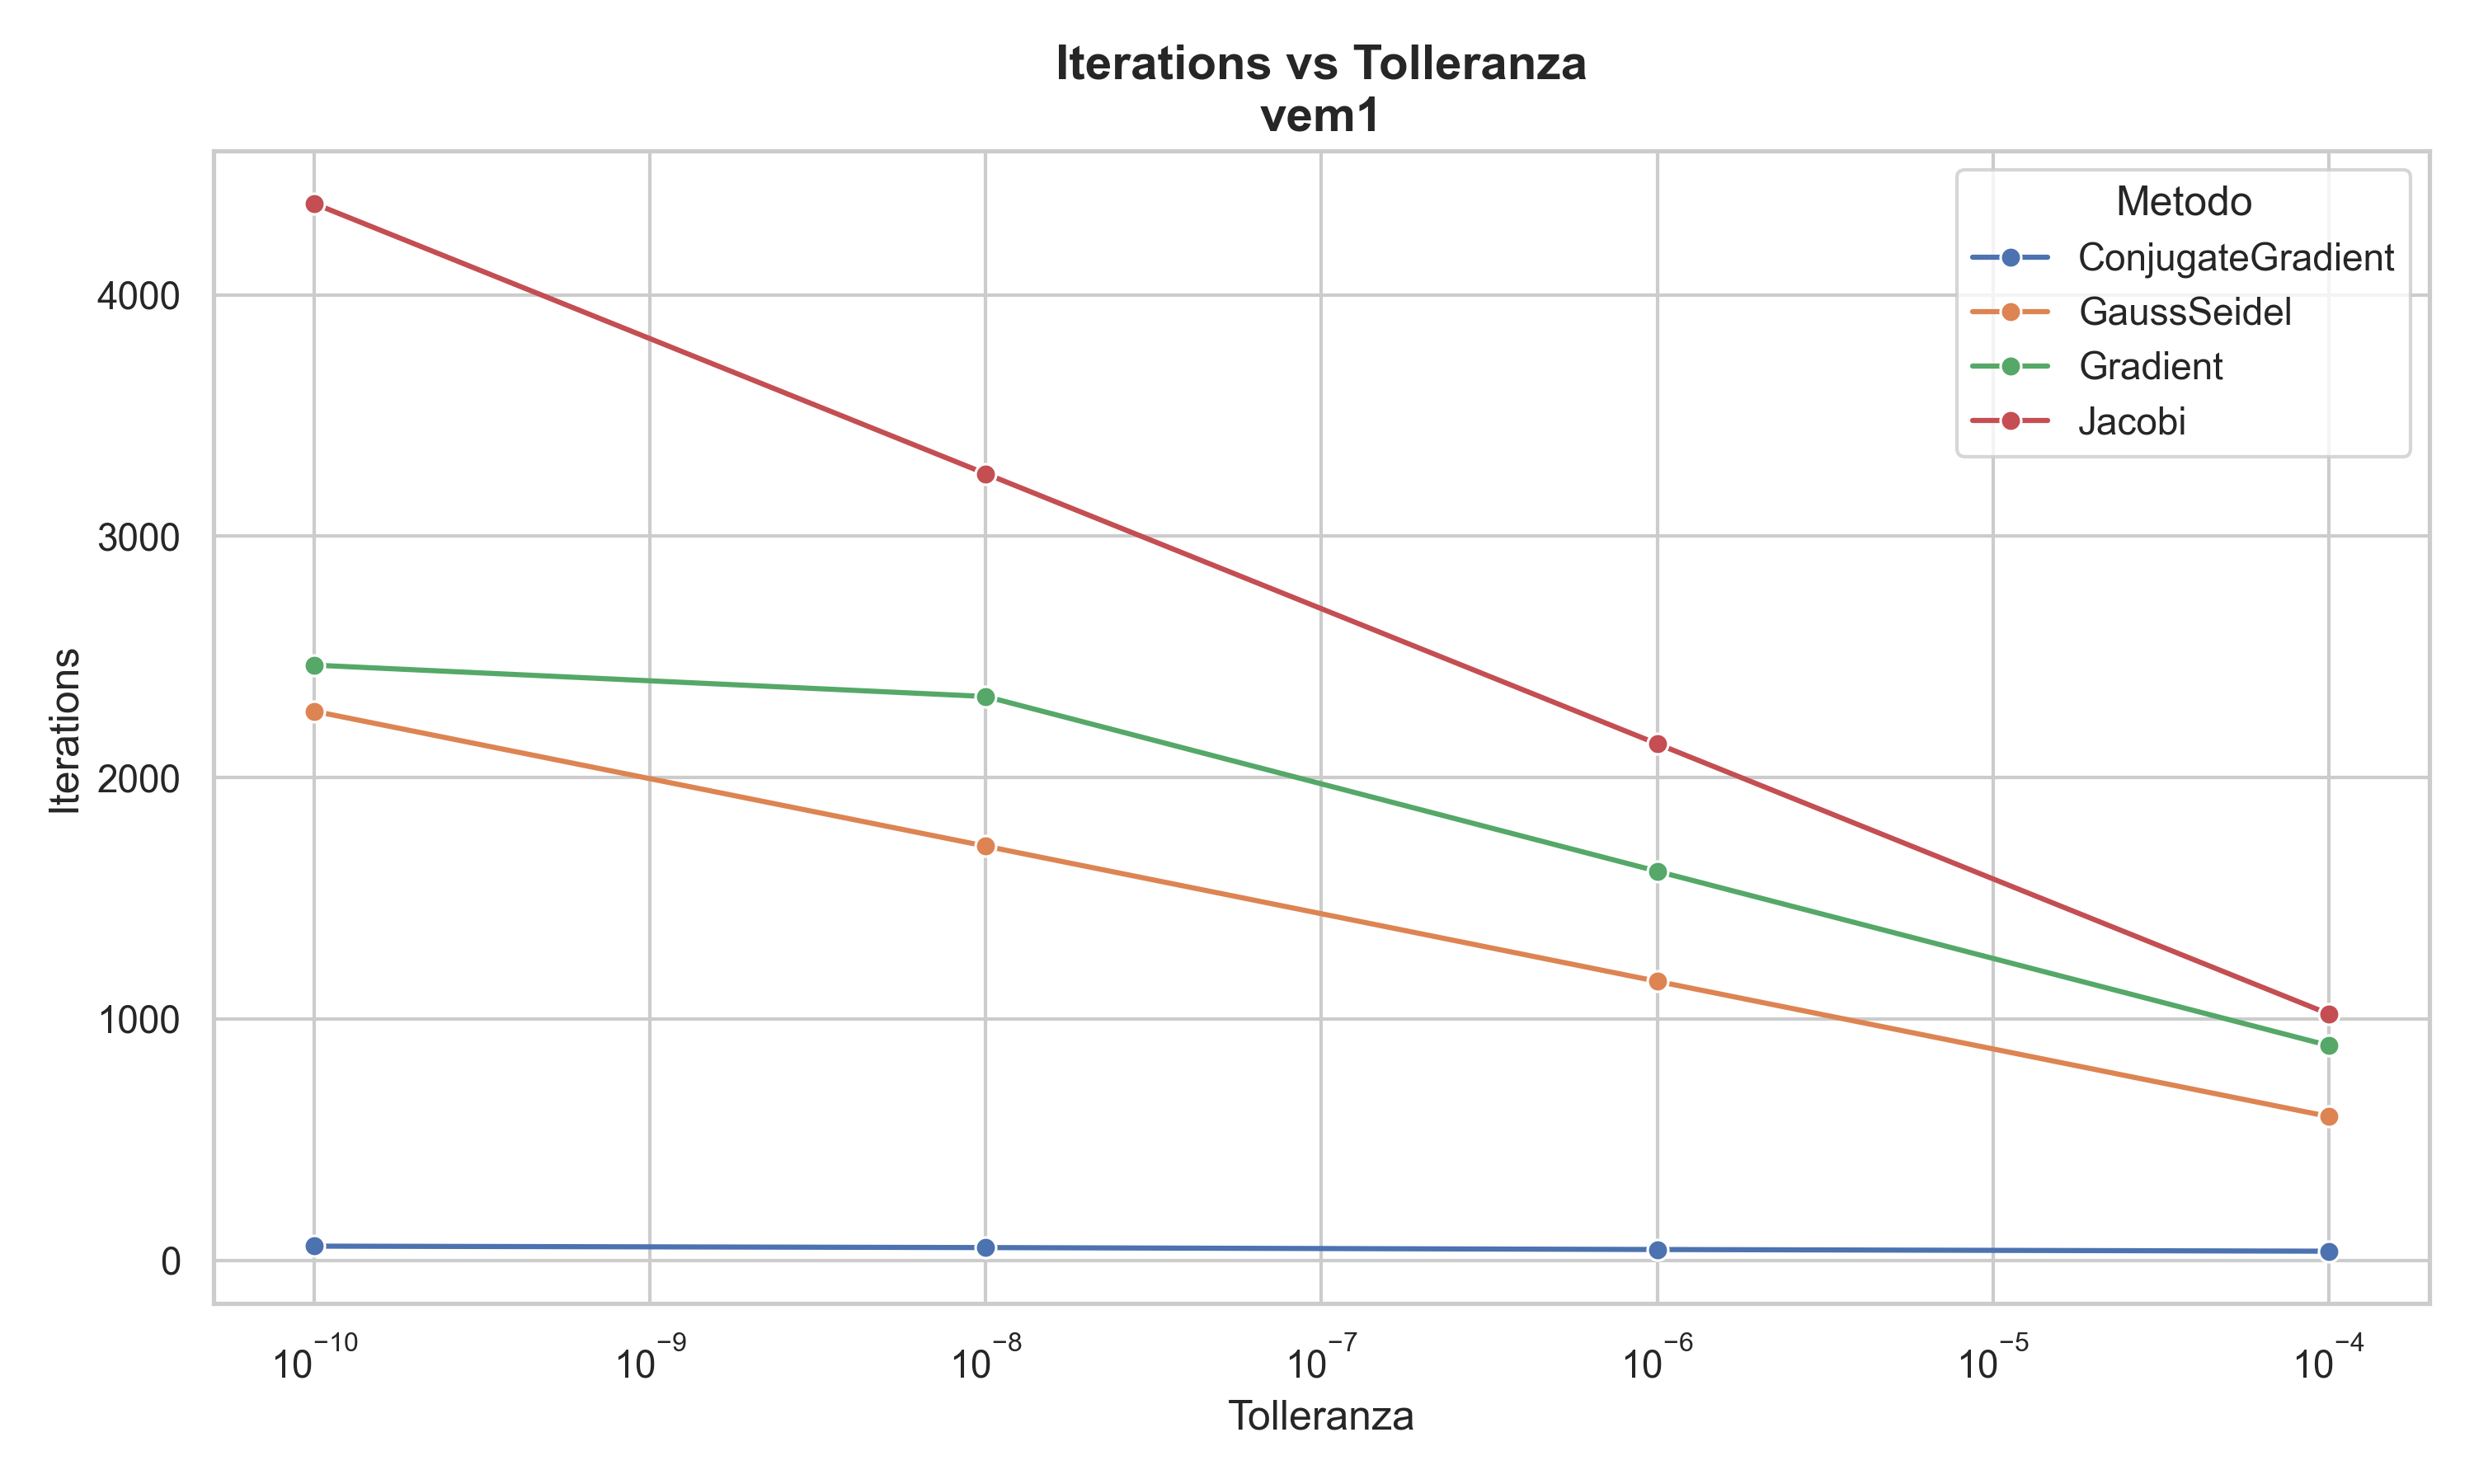 Iterations vs Tolleranza
vem1
Metodo
ConjugateGradient
GaussSeidel
Gradient
Jacobi
Iterations
4000
3000
2000
1000
0
10⁻¹⁰ 10⁻⁹ 10⁻⁸ 10⁻⁷ 10⁻⁶ 10⁻⁵ 10⁻⁴
Tolleranza